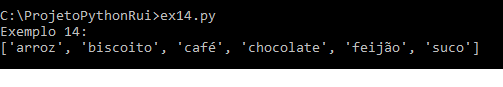 C:\ProjetoPythonRui>ex14.py
Exemplo 14:
['arroz', 'biscoito', 'café', 'chocolate', 'feijão', 'suco']